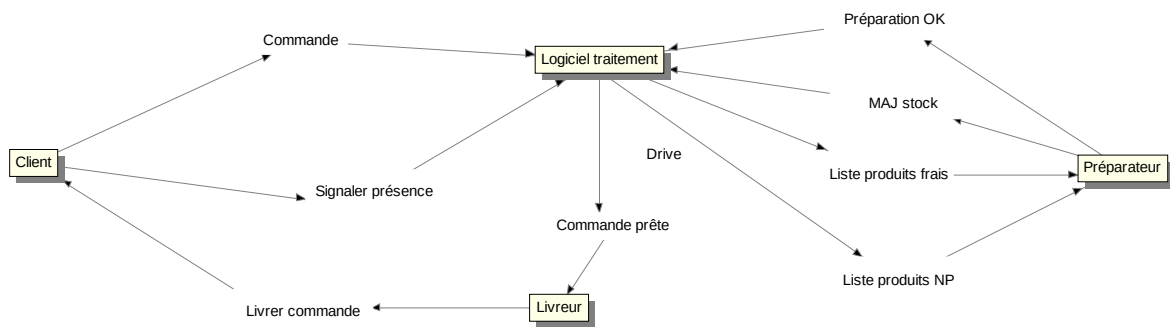 Préparation OK
Commande
Logiciel traitement
MAJ stock
Drive
Client
Préparateur
Liste produits frais
Signaler présence
Commande prête
Liste produits NP
Livreur
Livrer commande